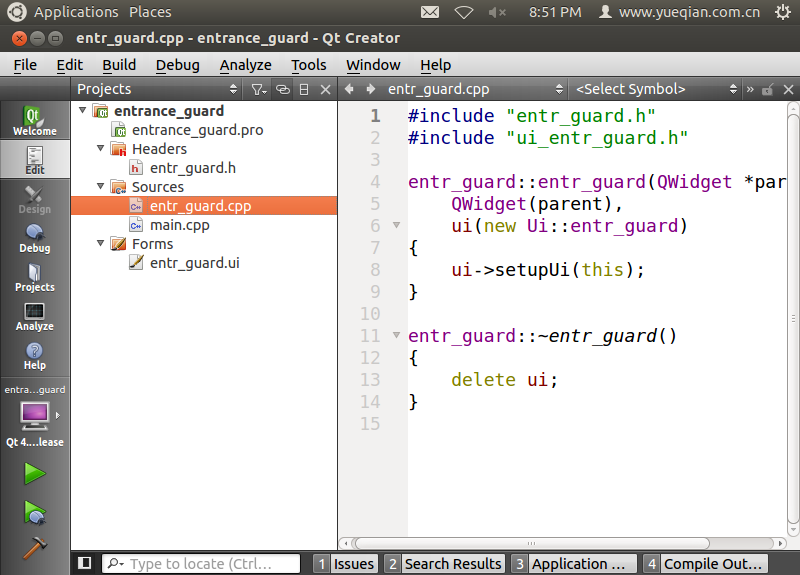 Applications Places 8:51 PM www.yueqian.com.cn
entr_guard.cpp - entrance_guard - Qt Creator
File Edit Build Debug Analyze Tools Window Help
Projects entr_guard.cpp <Select Symbol> »
Welcome
Edit
Design
Debug
Projects
Analyze
Help
entra...guard
Qt 4....lease
entrance_guard
entrance_guard.pro
Headers
entr_guard.h
Sources
entr_guard.cpp
main.cpp
Forms
entr_guard.ui
1 #include "entr_guard.h"
2 #include "ui_entr_guard.h"
3
4 entr_guard::entr_guard(QWidget *par
5 QWidget(parent),
6 ui(new Ui::entr_guard)
7 {
8 ui->setupUi(this);
9 }
10
11 entr_guard::~entr_guard()
12 {
13 delete ui;
14 }
15
Type to locate (Ctrl... 1 Issues 2 Search Results 3 Application ... 4 Compile Out...